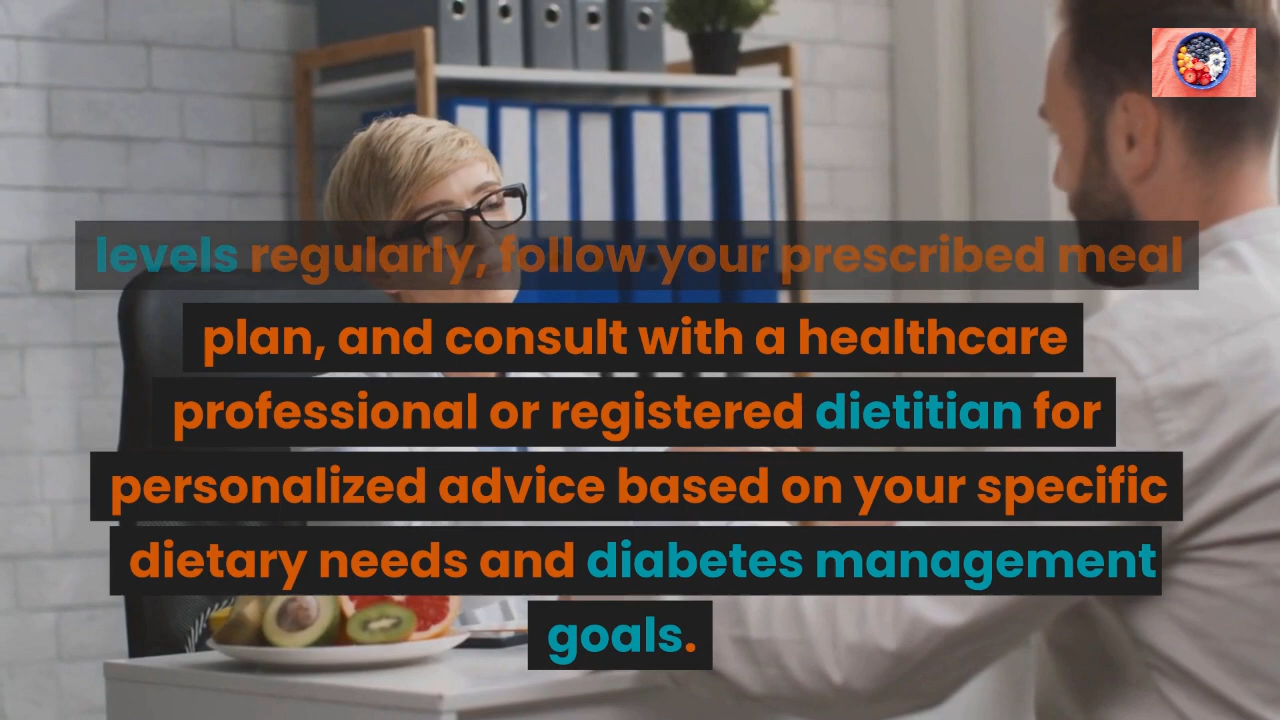 levels regularly, follow your prescribed meal
plan, and consult with a healthcare
professional or registered dietitian for
personalized advice based on your specific
dietary needs and diabetes management
goals.